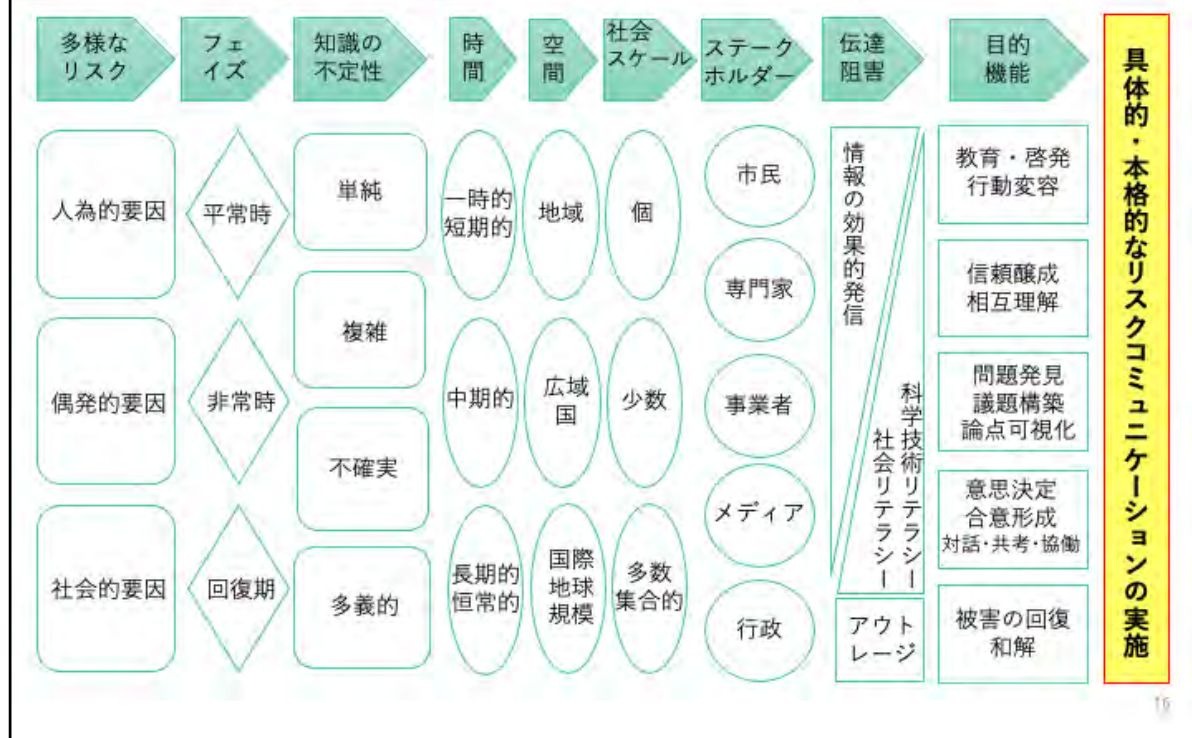 多様な
リスク
フェ
イズ
知識の
不定性
時
間
空
間
社会
スケール
ステーク
ホルダー
伝達
阻害
目的
機能
人為的要因
偶発的要因
社会的要因
平常時
非常時
回復期
単純
複雑
不確実
多義的
一時的
短期的
中期的
長期的
恒常的
地域
広域
国
国際
地球
規模
個
少数
多数
集合的
市民
専門家
事業者
メディア
行政
情報の効果的発信
科学技術リテラシー
社会リテラシー
アウト
レージ
教育・啓発
行動変容
信頼醸成
相互理解
問題発見
議題構築
論点可視化
意思決定
合意形成
対話・共考・協働
被害の回復
和解
具体的・本格的なリスクコミュニケーションの実施
16